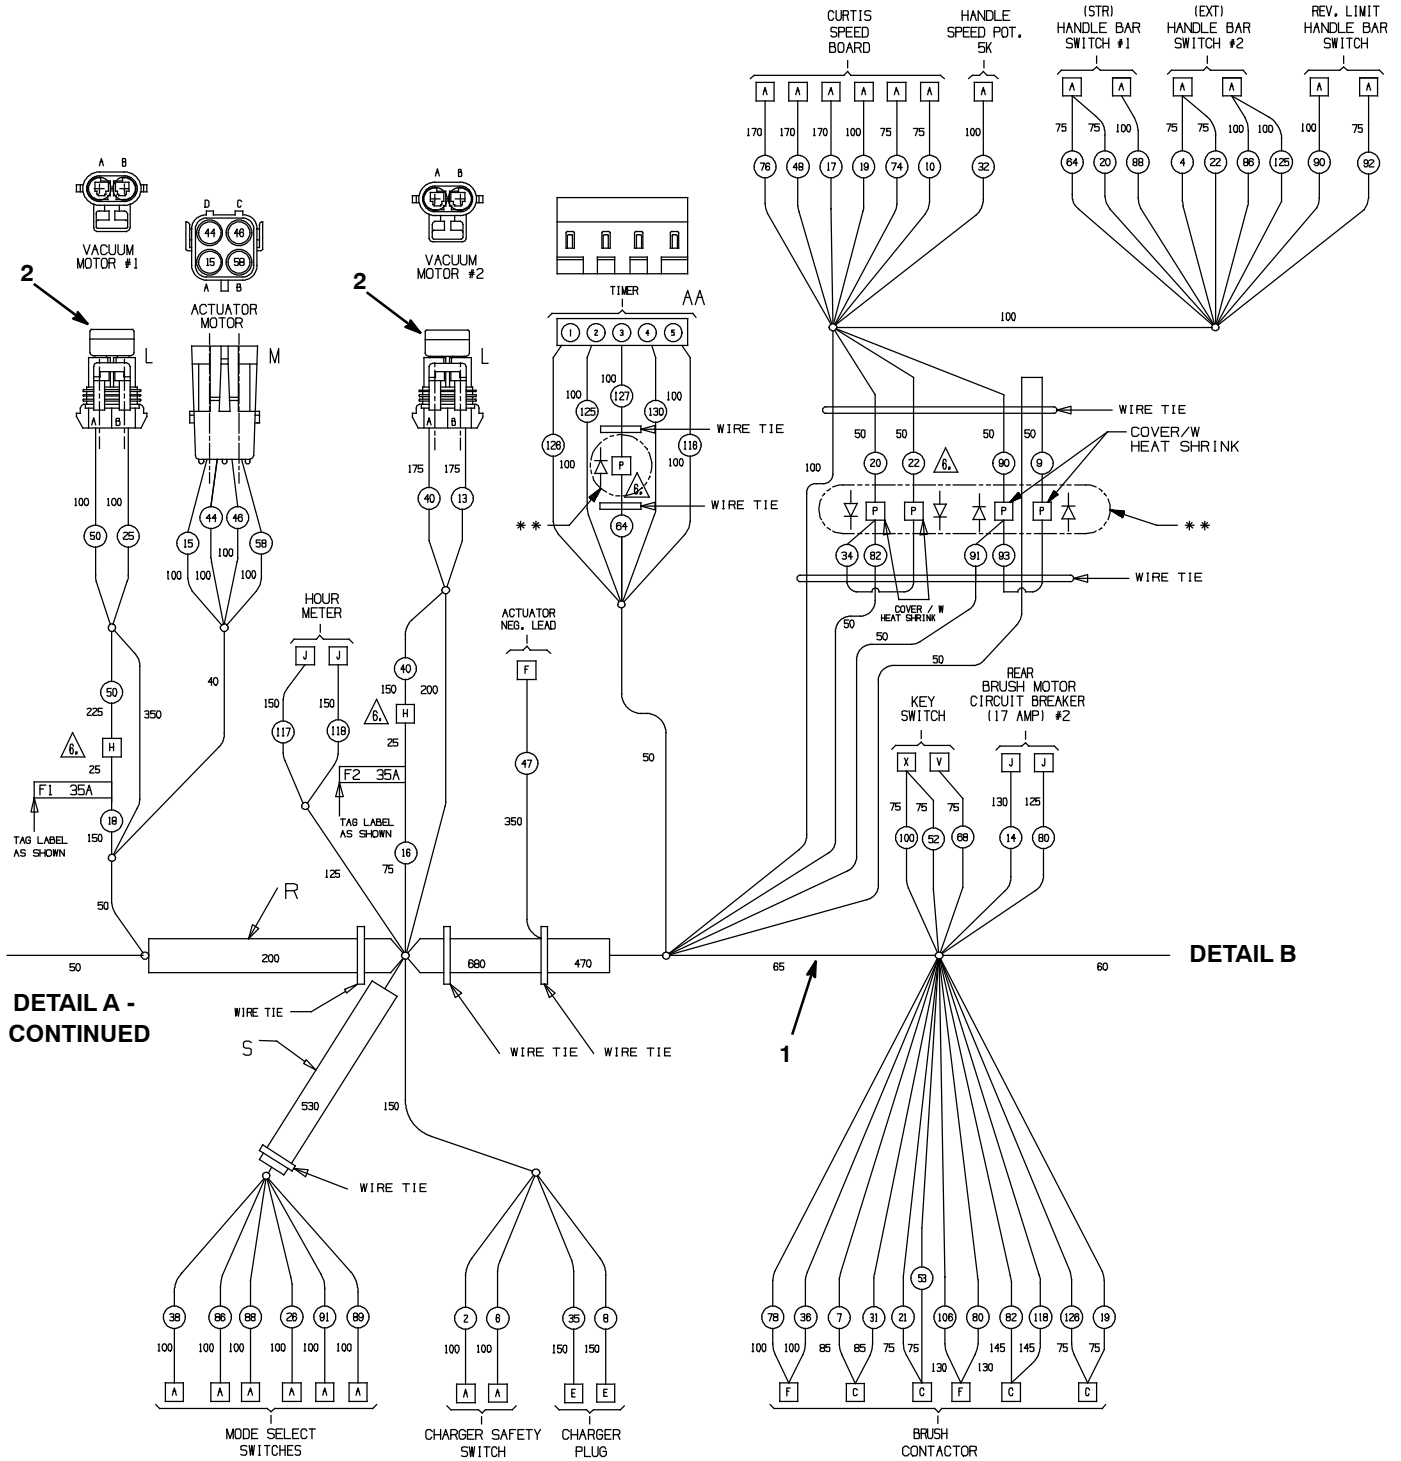 CURTIS
SPEED
BOARD
HANDLE
SPEED POT.
5K
(STR)
HANDLE BAR
SWITCH #1
(EXT)
HANDLE BAR
SWITCH #2
REV. LIMIT
HANDLE BAR
SWITCH
A A A A A A A A A A A A A
170 170 170 100 75 75 100 75 75 100 75 75 100 100 100 75
76 48 17 19 74 10 32 64 20 88 4 22 86 125 90 92
100
A B
VACUUM
MOTOR #1
2
L
A B
D C
44 46
15 58
A B
ACTUATOR
MOTOR
M
A B
VACUUM
MOTOR #2
2
L
A B
TIMER
AA
1 2 3 4 5
100 100 100 100 100
126 125 127 130 118
WIRE TIE
P
6.
WIRE TIE
**
64
WIRE TIE
COVER/W
HEAT SHRINK
50 50 50 50
100
20 22 6. 90 9
P P P P
**
34 82 91 93
WIRE TIE
COVER / W
HEAT SHRINK
50 50 50
100 100
50 25
44 46
15 58
100 100 100 100
175 175
40 13
50
225
350
40
6.
H
25
F1 35A
18
150
TAG LABEL
AS SHOWN
50
HOUR
METER
J J
150 150
117 118
125
40
150
200
6.
H
25
F2 35A
TAG LABEL
AS SHOWN
16
75
ACTUATOR
NEG. LEAD
F
47
350
50
KEY
SWITCH
X V
75 75 75
100 52 68
REAR
BRUSH MOTOR
CIRCUIT BREAKER
(17 AMP) #2
J J
130 125
14 80
R
50
200
680
470
65
60
DETAIL B
DETAIL A -
CONTINUED
WIRE TIE
WIRE TIE
WIRE TIE
1
S
530
150
WIRE TIE
38 86 88 26 91 89
100 100 100 100 100 100
A A A A A A
MODE SELECT
SWITCHES
2 6 35 8
100 100 150 150
A A E E
CHARGER SAFETY
SWITCH
CHARGER
PLUG
53
78 36 7 31 21 106 80 82 118 126 19
100 100 85 85 75 75 130 130 145 145 75 75
F C C F C C
BRUSH
CONTACTOR